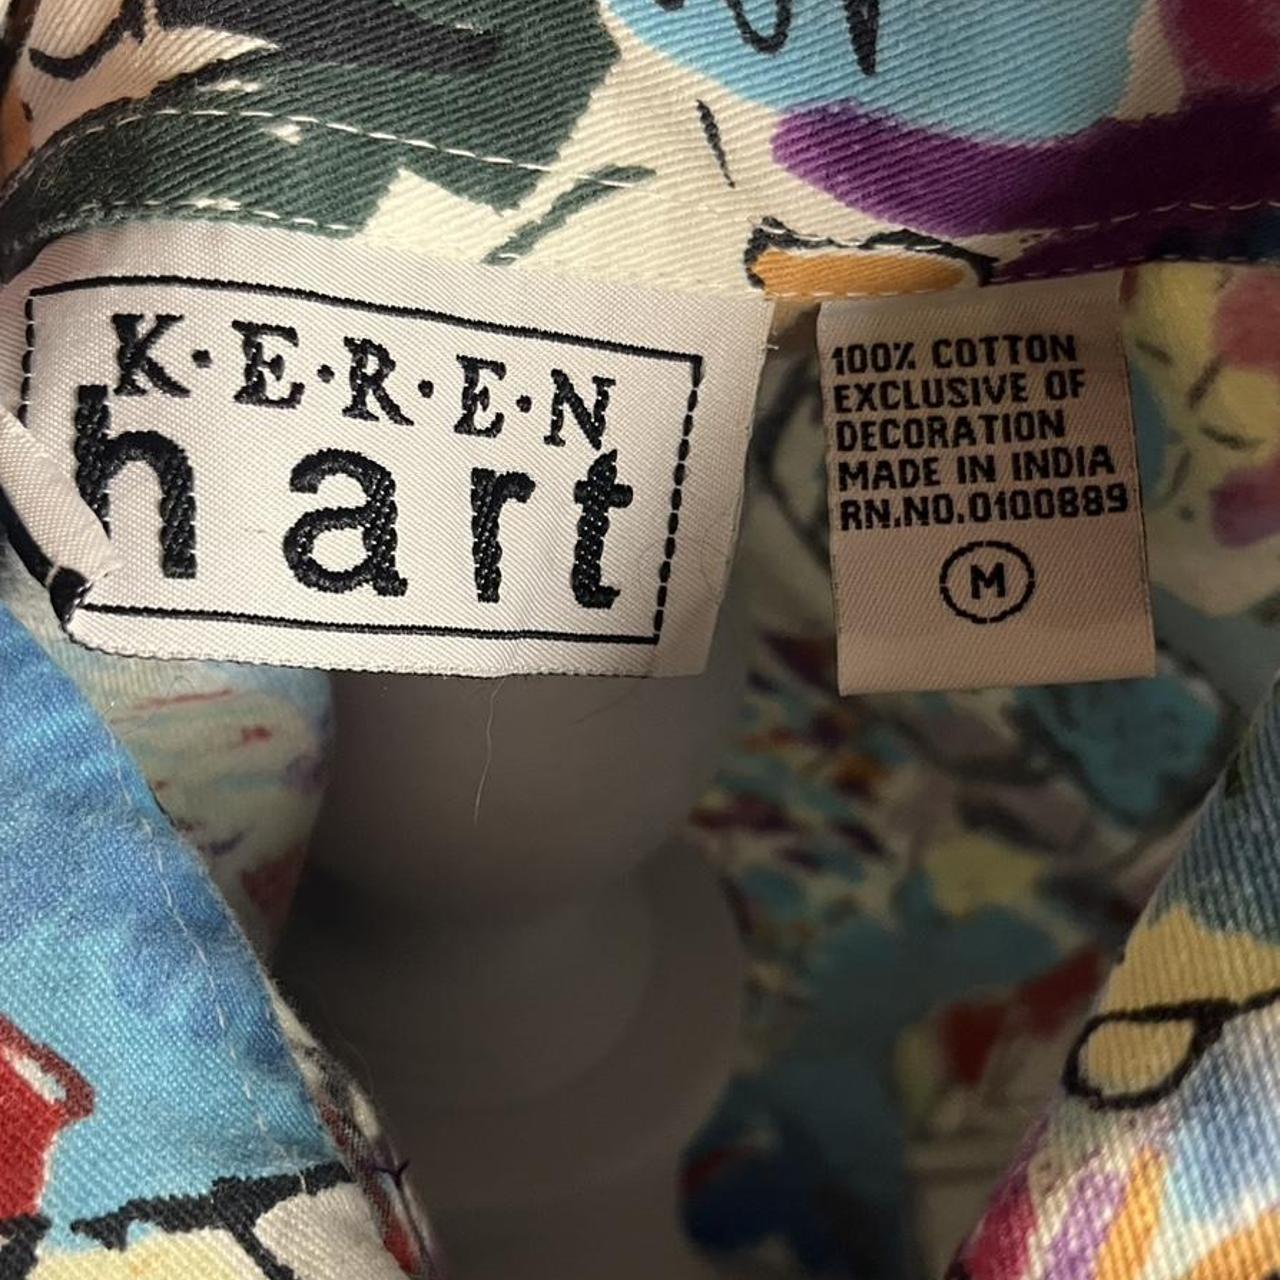 K·E·R·E·N
hart
100% COTTON
EXCLUSIVE OF
DECORATION
MADE IN INDIA
RN.NO.0100889
M